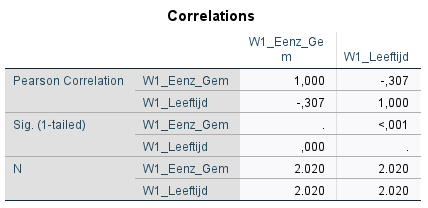 Correlations
W1_Eenz_Ge
m W1_Leeftijd
Pearson Correlation W1_Eenz_Gem 1,000 -,307
W1_Leeftijd -,307 1,000
Sig. (1-tailed) W1_Eenz_Gem . <,001
W1_Leeftijd ,000 .
N W1_Eenz_Gem 2.020 2.020
W1_Leeftijd 2.020 2.020